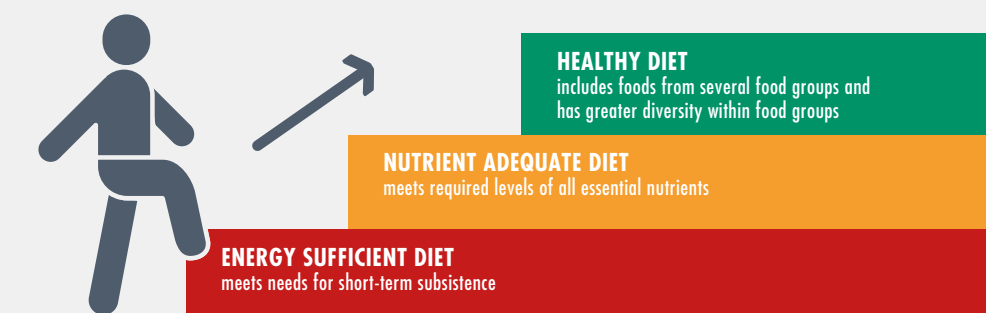 HEALTHY DIET
includes foods from several food groups and
has greater diversity within food groups
NUTRIENT ADEQUATE DIET
meets required levels of all essential nutrients
ENERGY SUFFICIENT DIET
meets needs for short-term subsistence